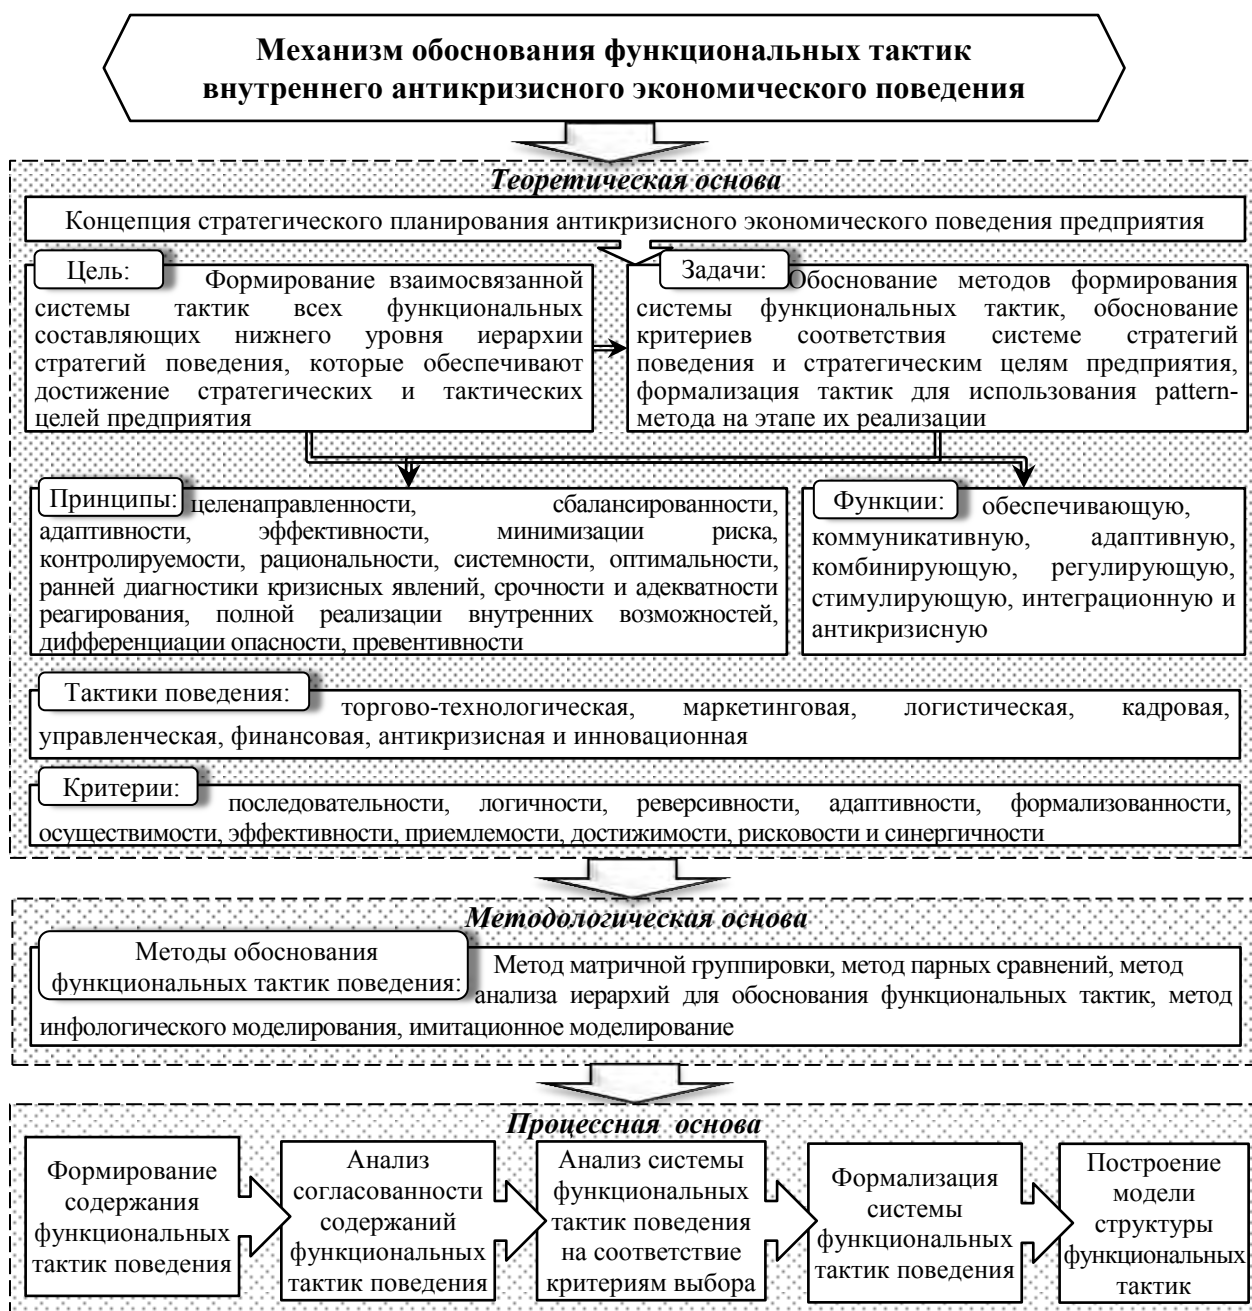 Механизм обоснования функциональных тактик
внутреннего антикризисного экономического поведения
Теоретическая основа
Концепция стратегического планирования антикризисного экономического поведения предприятия
Цель: Формирование взаимосвязанной
системы тактик всех функциональных
составляющих нижнего уровня иерархии
стратегий поведения, которые обеспечивают
достижение стратегических и тактических
целей предприятия
Задачи: Обоснование методов формирования
системы функциональных тактик, обоснование
критериев соответствия системе стратегий
поведения и стратегическим целям предприятия,
формализация тактик для использования pattern-
метода на этапе их реализации
Принципы: целенаправленности, сбалансированности,
адаптивности, эффективности, минимизации риска,
контролируемости, рациональности, системности, оптимальности,
ранней диагностики кризисных явлений, срочности и адекватности
реагирования, полной реализации внутренних возможностей,
дифференциации опасности, превентивности
Функции: обеспечивающую,
коммуникативную, адаптивную,
комбинирующую, регулирующую,
стимулирующую, интеграционную и
антикризисную
Тактики поведения: торгово-технологическая, маркетинговая, логистическая, кадровая,
управленческая, финансовая, антикризисная и инновационная
Критерии: последовательности, логичности, реверсивности, адаптивности, формализованности,
осуществимости, эффективности, приемлемости, достижимости, рисковости и синергичности
Методологическая основа
Методы обоснования
функциональных тактик поведения:
Метод матричной группировки, метод парных сравнений, метод
анализа иерархий для обоснования функциональных тактик, метод
инфологического моделирования, имитационное моделирование
Процессная основа
Формирование
содержания
функциональных
тактик поведения
Анализ
согласованности
содержаний
функциональных
тактик поведения
Анализ системы
функциональных
тактик поведения
на соответствие
критериям выбора
Формализация
системы
функциональных
тактик поведения
Построение
модели
структуры
функциональных
тактик